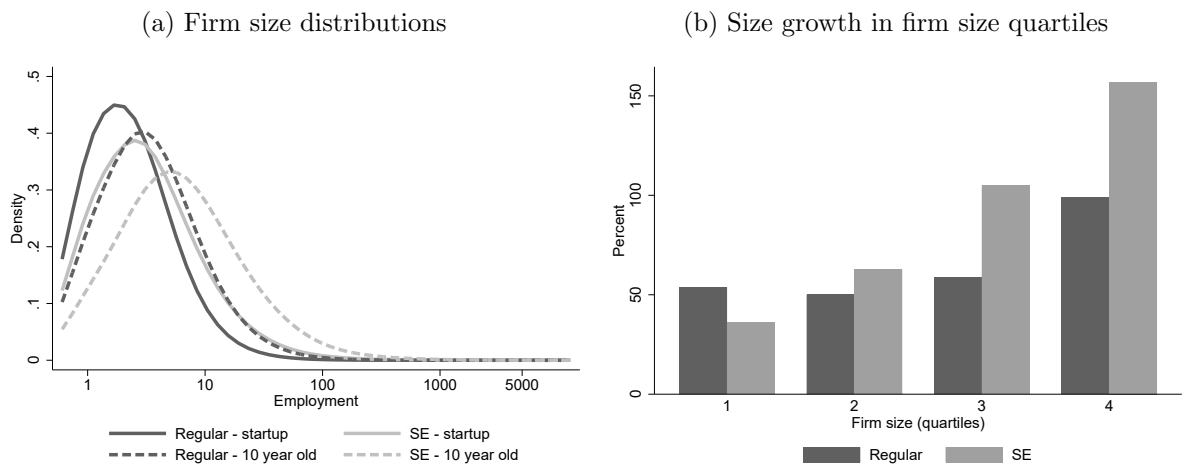 (a) Firm size distributions
Density
.5
.4
.3
.2
.1
0
1 10 100 1000 5000
Employment
Regular - startup SE - startup
Regular - 10 year old SE - 10 year old
(b) Size growth in firm size quartiles
Percent
150
100
50
0
1 2 3 4
Firm size (quartiles)
Regular SE